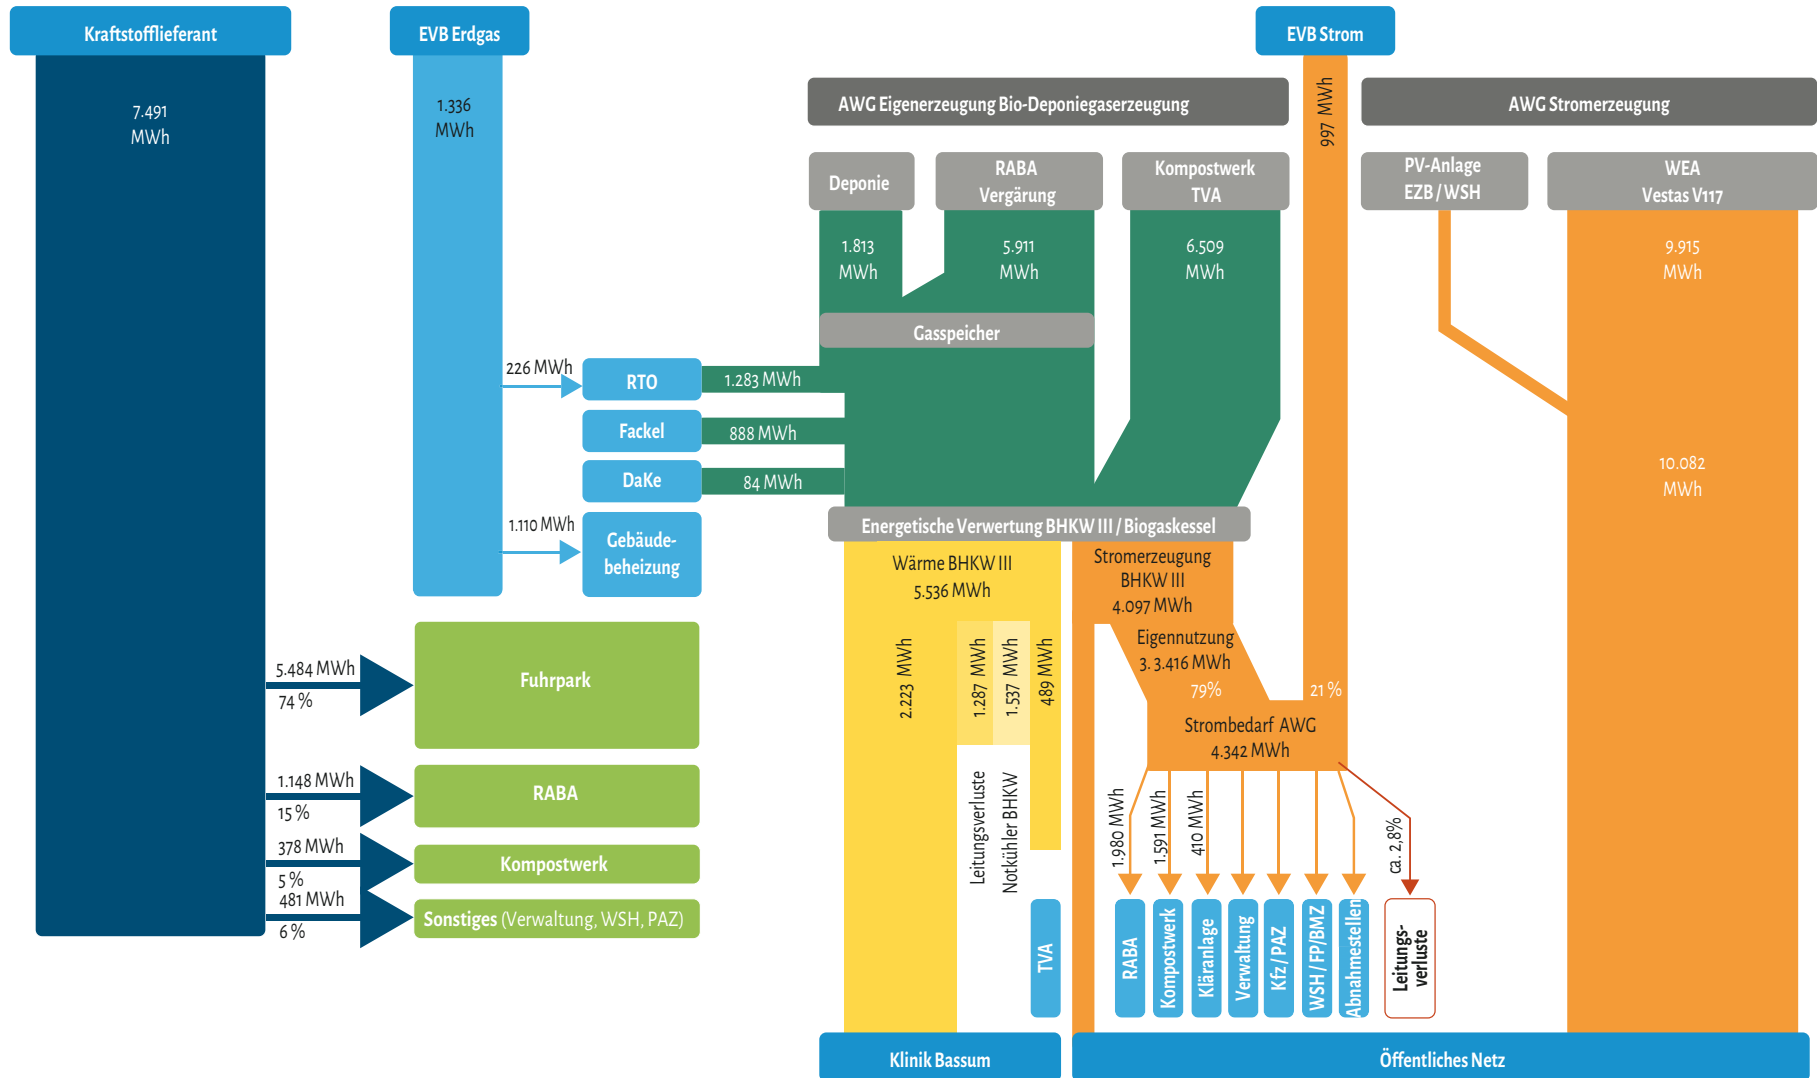 Kraftstofflieferant
EVB Erdgas
EVB Strom
7.491
MWh
1.336
MWh
997 MWh
AWG Eigenerzeugung Bio-Deponiegaserzeugung
AWG Stromerzeugung
Deponie
RABA
Vergärung
Kompostwerk
TVA
PV-Anlage
EZB / WSH
WEA
Vestas V117
1.813
MWh
5.911
MWh
6.509
MWh
9.915
MWh
Gasspeicher
226 MWh
RTO
1.283 MWh
Fackel
888 MWh
DaKe
84 MWh
10.082
MWh
1.110 MWh
Gebäude-
beheizung
Energetische Verwertung BHKW III / Biogaskessel
Wärme BHKW III
5.536 MWh
Stromerzeugung
BHKW III
4.097 MWh
2.223 MWh
1.287 MWh
1.537 MWh
489 MWh
Eigennutzung
3. 3.416 MWh
79%
21 %
Strombedarf AWG
4.342 MWh
5.484 MWh
74 %
Fuhrpark
1.148 MWh
15 %
RABA
378 MWh
5 %
Kompostwerk
481 MWh
6 %
Sonstiges (Verwaltung, WSH, PAZ)
Leitungsverluste
Notkühler BHKW
1.980 MWh
1.591 MWh
410 MWh
ca. 2,8%
TVA
RABA
Kompostwerk
Kläranlage
Verwaltung
Kfz / PAZ
WSH / FP/BMZ
Abnahmestellen
Leitungs-
verluste
Klinik Bassum
Öffentliches Netz